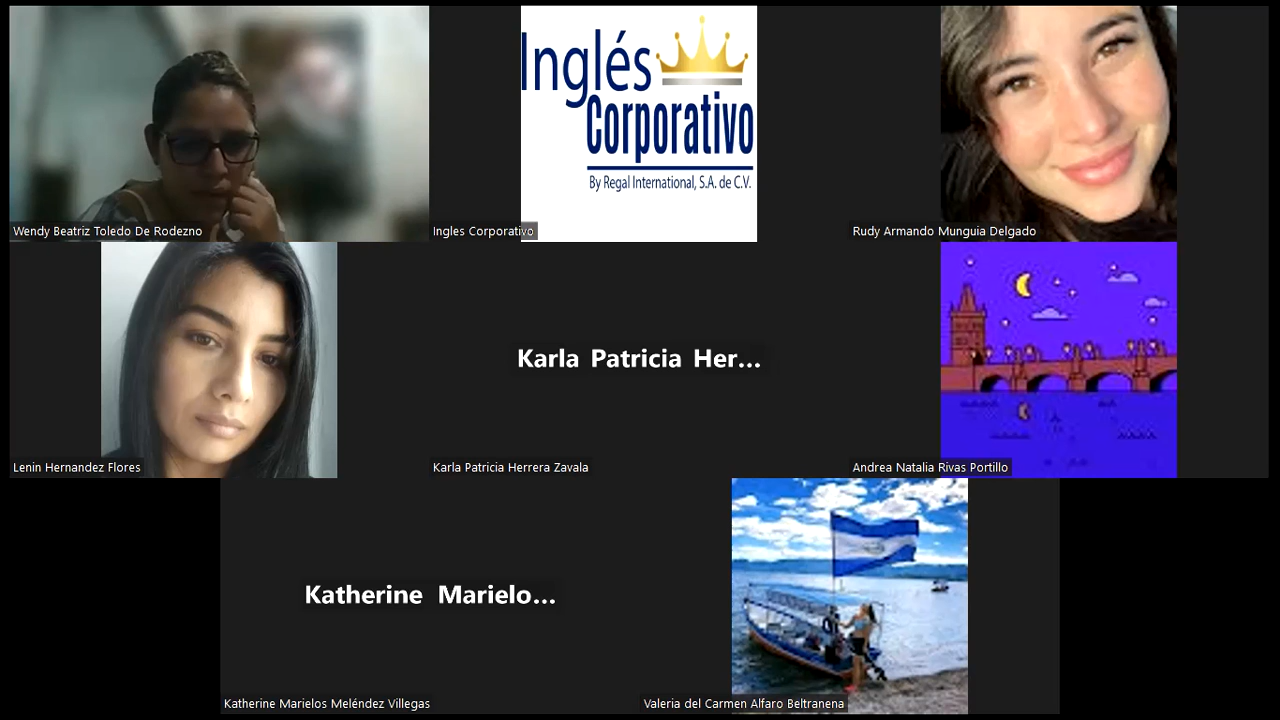 Inglés
Corporativo
By Regal International, S.A. de C.V.
Wendy Beatriz Toledo De Rodezno
Ingles Corporativo
Rudy Armando Munguia Delgado
Karla Patricia Her...
Lenin Hernandez Flores
Karla Patricia Herrera Zavala
Andrea Natalia Rivas Portillo
Katherine Marielo...
Katherine Marielos Meléndez Villegas
Valeria del Carmen Alfaro Beltranena